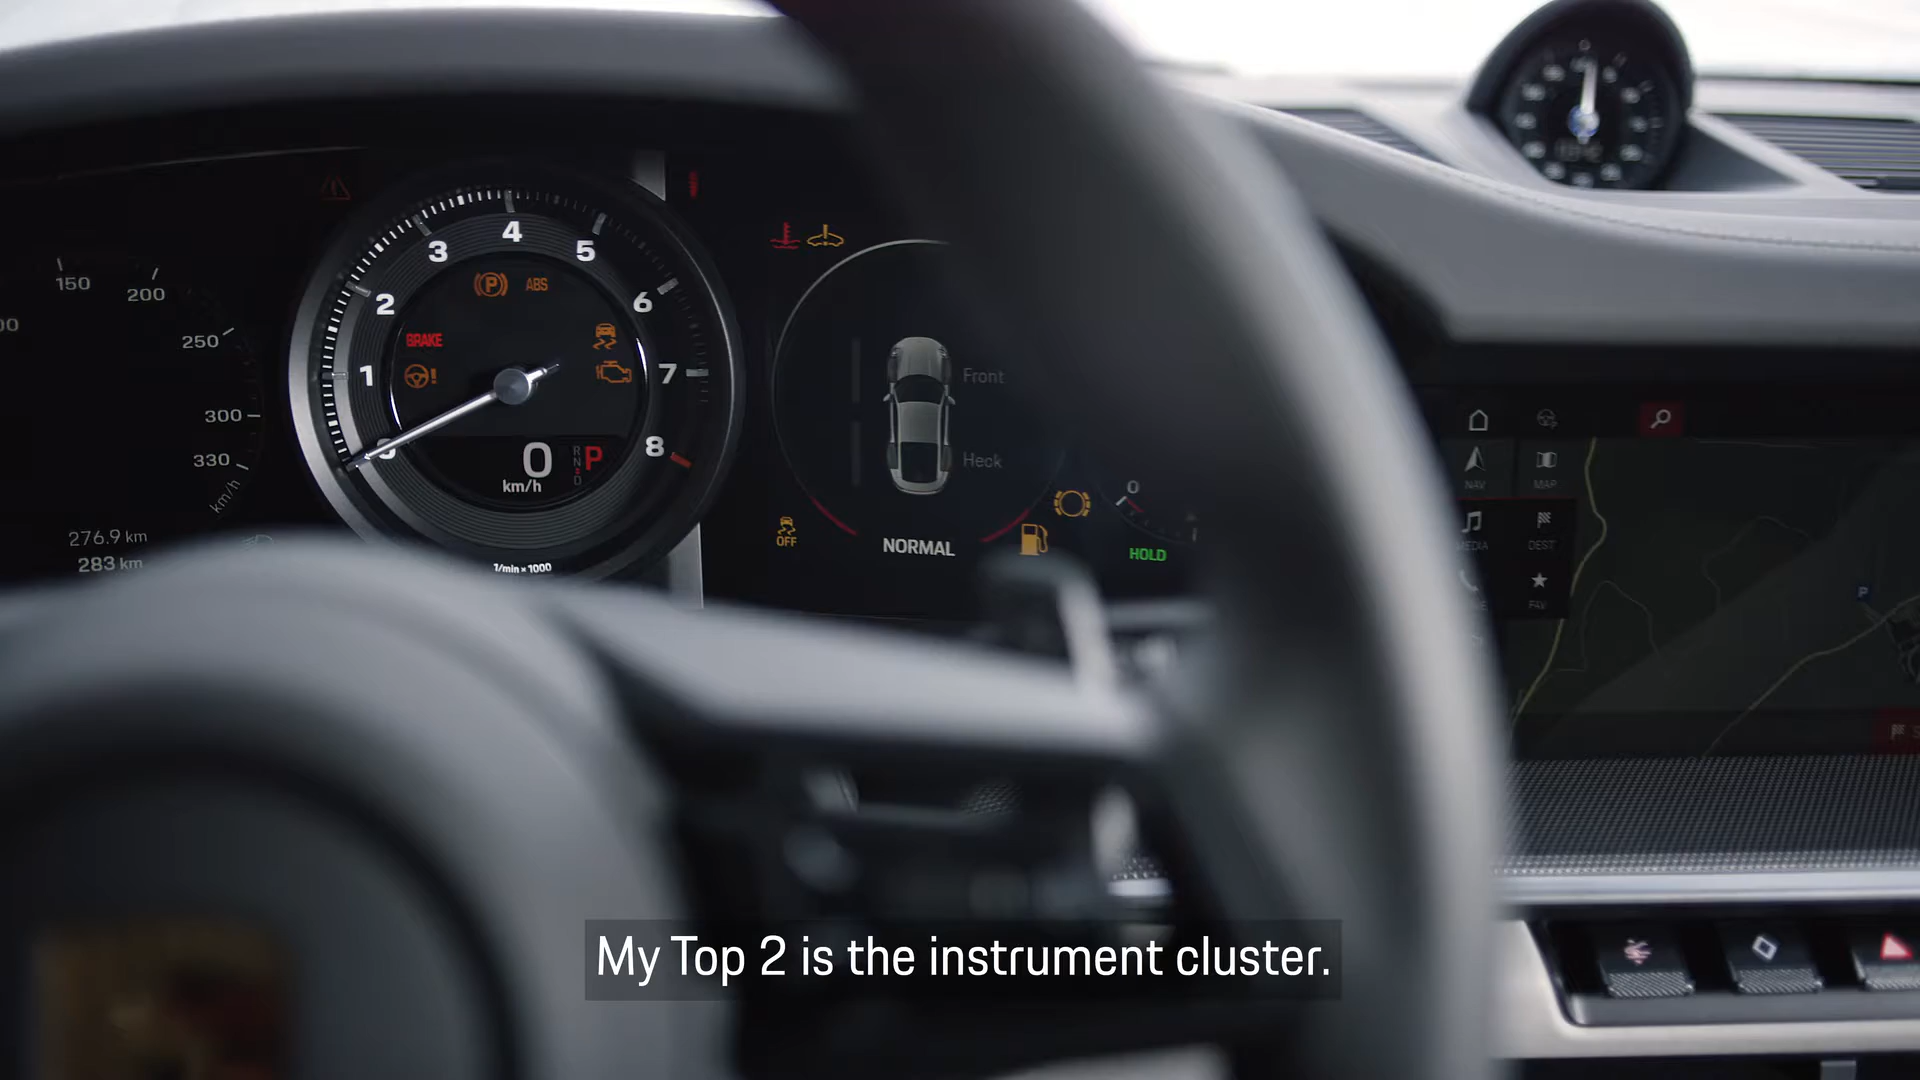 150
200
250
300
330
km/h
276.9 km
283 km
1
2
3
4
5
6
7
8
ABS
BRAKE
0
km/h
R
N
D
P
1/min × 1000
Front
Heck
OFF
NORMAL
0
HOLD
NAV
MAP
MEDIA
DEST
FAV
P
My Top 2 is the instrument cluster.